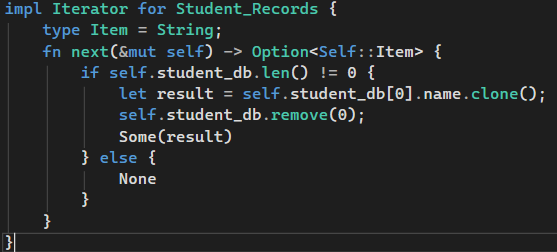 impl Iterator for Student_Records {
    type Item = String;
    fn next(&mut self) -> Option<Self::Item> {
        if self.student_db.len() != 0 {
            let result = self.student_db[0].name.clone();
            self.student_db.remove(0);
            Some(result)
        } else {
            None
        }
    }
}